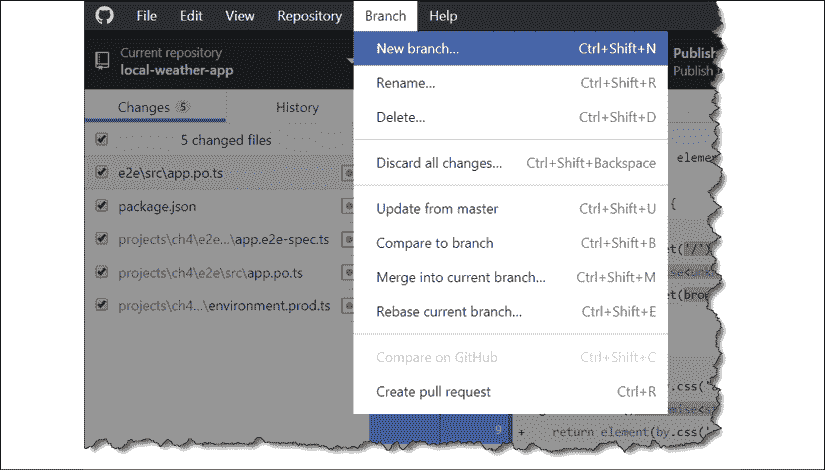 File Edit View Repository Branch Help
Current repository
local-weather-app
Changes 5 History
5 changed files
e2e\src\app.po.ts
package.json
projects\ch4\e2e...\app.e2e-spec.ts
projects\ch4\e2e\src\app.po.ts
projects\ch4...\environment.prod.ts
New branch... Ctrl+Shift+N
Rename... Ctrl+Shift+R
Delete... Ctrl+Shift+D
Discard all changes... Ctrl+Shift+Backspace
Update from master Ctrl+Shift+U
Compare to branch Ctrl+Shift+B
Merge into current branch... Ctrl+Shift+M
Rebase current branch... Ctrl+Shift+E
Compare on GitHub Ctrl+Shift+C
Create pull request Ctrl+R
Publish
Publish
elem
{
et('/')
et(bro
.css('
9 + return element(by.css('